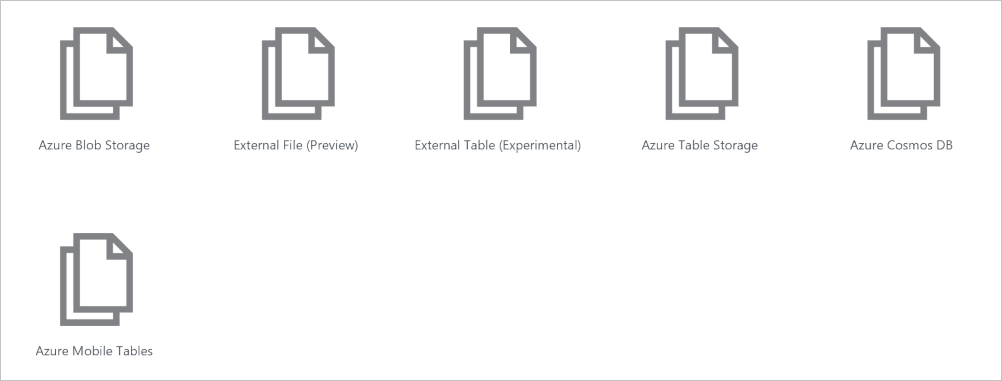 Azure Blob Storage
External File (Preview)
External Table (Experimental)
Azure Table Storage
Azure Cosmos DB
Azure Mobile Tables